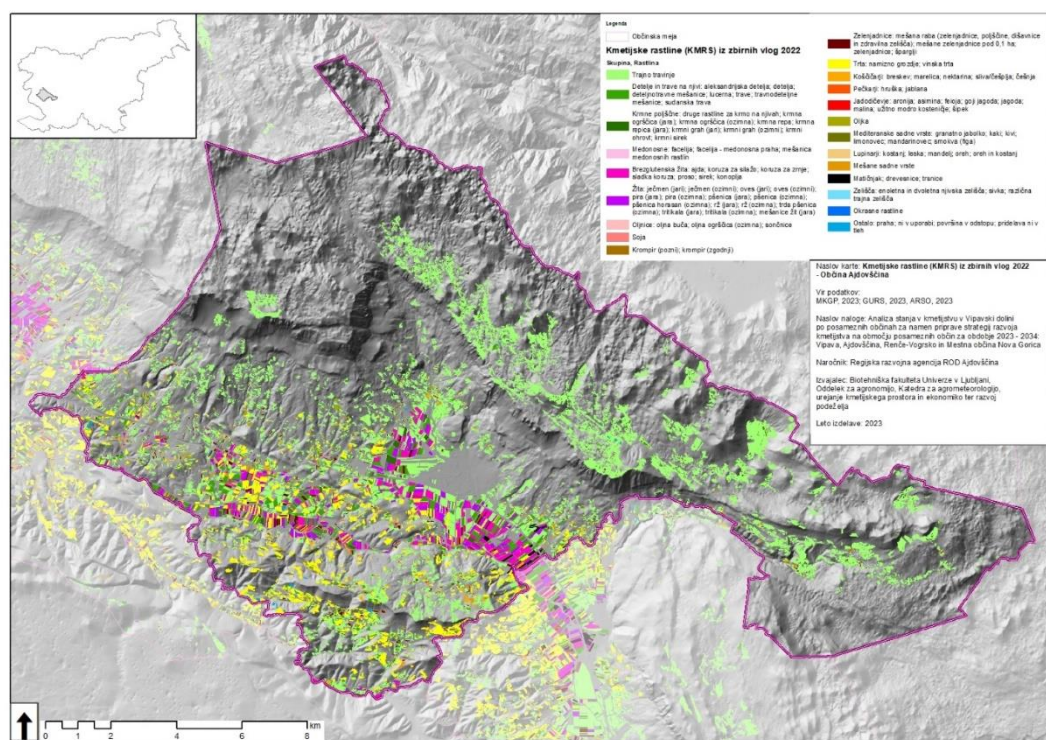 Legenda
Občinska meja
Kmetijske rastline (KMRS) iz zbirnih vlog 2022
Skupina, Rastlina
Trajno travinje
Detelje in trave na njivi: aleksandrijska detelja; detelja;
deteljnotravne mešanice; lucerna; trave; travnodeteljne
mešanice; sudanska trava
Krmne poljščine: druge rastline za krmo na njivah; krmna
ogrščica (jara); krmna ogrščica (ozimna); krmna repa; krmna
repica (jara); krmni grah (jari); krmni grah (ozimni); krmni
ohrovt; krmni sirek
Medonosne: facelija; facelija - medonosna praha; mešanica
medonosnih rastlin
Brezglutenska žita: ajda; koruza za silažo; koruza za zrnje;
sladka koruza; proso; sirek; konoplja
Žita: ječmen (jari); ječmen (ozimni); oves (jari); oves (ozimni);
pira (jara); pira (ozimna); pšenica (jara); pšenica (ozimna);
pšenica horasan (ozimna); rž (jara); rž (ozimna); trda pšenica
(ozimna); tritikala (jara); tritikala (ozimna); mešanice žit (jara)
Oljnice: oljna buča; oljna ogrščica (ozimna); sončnice
Soja
Krompir (pozni); krompir (zgodnji)
Zelenjadnice: mešana raba (zelenjadnice, poljščine, dišavnice
in zdravilna zelišča); mešane zelenjadnice pod 0,1 ha;
zelenjadnice; šparglji
Trta: namizno grozdje; vinska trta
Koščičarji: breskev; marelica; nektarina; sliva/češplja; češnja
Pečkarji: hruška; jablana
Jadodičevje: aronija; asimina; feijoa; goji jagoda; jagoda;
malina; užitno modro kosteničje; šipek
Oljka
Mediteranske sadne vrste: granatno jabolko; kaki; kivi;
limonovec; mandarinovec; smokva (figa)
Lupinarji: kostanj; leska; mandelj; oreh; oreh in kostanj
Mešane sadne vrste
Matičnjak; drevesnice; trsnice
Zelišča: enoletna in dvoletna njivska zelišča; sivka; različna
trajna zelišča
Okrasne rastline
Ostalo: praha; ni v uporabi; površina v odstopu; pridelava ni v
tleh
Naslov karte: Kmetijske rastline (KMRS) iz zbirnih vlog 2022
- Občina Ajdovščina
Vir podatkov:
MKGP, 2023; GURS, 2023, ARSO, 2023
Naslov naloge: Analiza stanja v kmetijstvu v Vipavski dolini
po posameznih občinah za namen priprave strategij razvoja
kmetijstva na območju posameznih občin za obdobje 2023 - 2034:
Vipava, Ajdovščina, Renče-Vogrsko in Mestna občina Nova Gorica
Naročnik: Regijska razvojna agencija ROD Ajdovščina
Izvajalec: Biotehniška fakulteta Univerze v Ljubljani,
Oddelek za agronomijo, Katedra za agrometeorologijo,
urejanje kmetijskega prostora in ekonomiko ter razvoj
podeželja
Leto izdelave: 2023
km
0 1 2 4 6 8